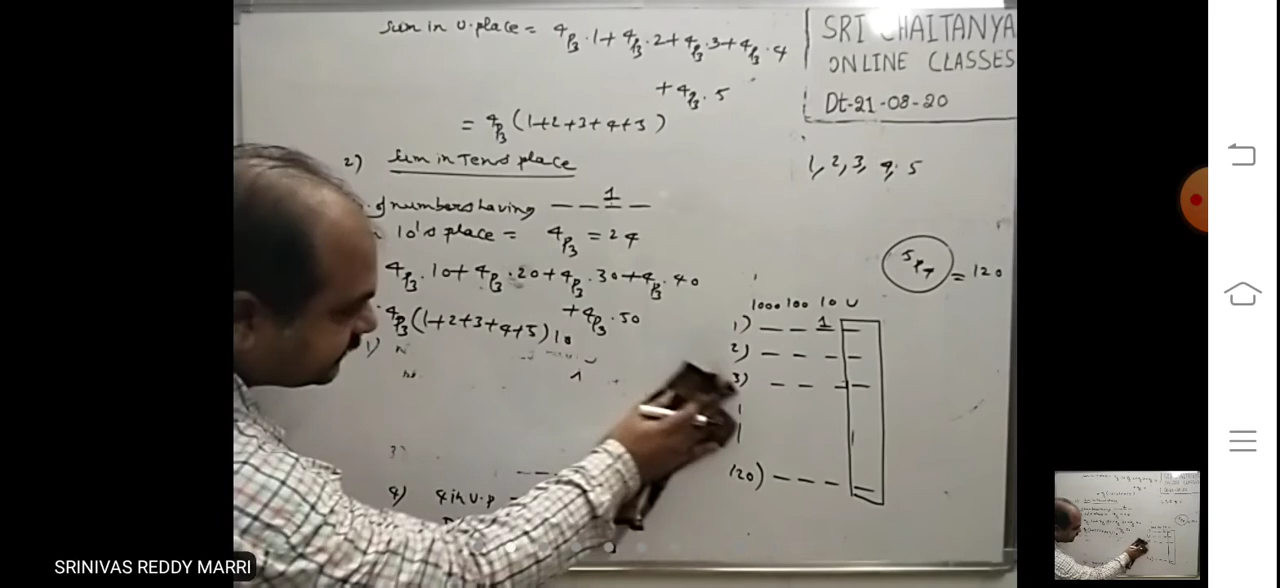 Sum in U.place = 4p3.1+4p3.2+4p3.3+4p3.4
+4p3.5
= 4p3(1+2+3+4+5)
2) Sum in Tens place
of numbers having _ _ 1 _
10's place = 4p3 = 24
4p3.10+4p3.20+4p3.30+4p3.40
+4p3.50
4p3(1+2+3+4+5)10
1)
3)
4) 4 in U.p
SRI CHAITANYA
ONLINE CLASSES
Dt-21-08-20
1, 2, 3, 4, 5
5p4 = 120
1000 100 10 U
1) _ _ 1 _
2) _ _ _ _
3) _ _ _ _
120) _ _ _ _
SRINIVAS REDDY MARRI